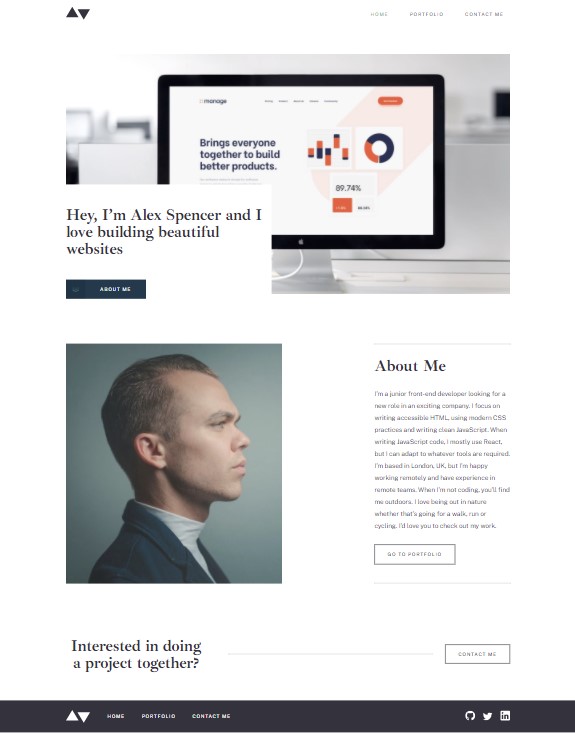 HOME PORTFOLIO CONTACT ME
manage
Brings everyone
together to build
better products.
89.74%
Hey, I’m Alex Spencer and I
love building beautiful
websites
ABOUT ME
About Me
I’m a junior front-end developer looking for a
new role in an exciting company. I focus on
writing accessible HTML, using modern CSS
practices and writing clean JavaScript. When
writing JavaScript code, I mostly use React,
but I can adapt to whatever tools are required.
I’m based in London, UK, but I’m happy
working remotely and have experience in
remote teams. When I’m not coding, you’ll find
me outdoors. I love being out in nature
whether that’s going for a walk, run or
cycling. I’d love you to check out my work.
GO TO PORTFOLIO
Interested in doing
a project together?
CONTACT ME
HOME PORTFOLIO CONTACT ME